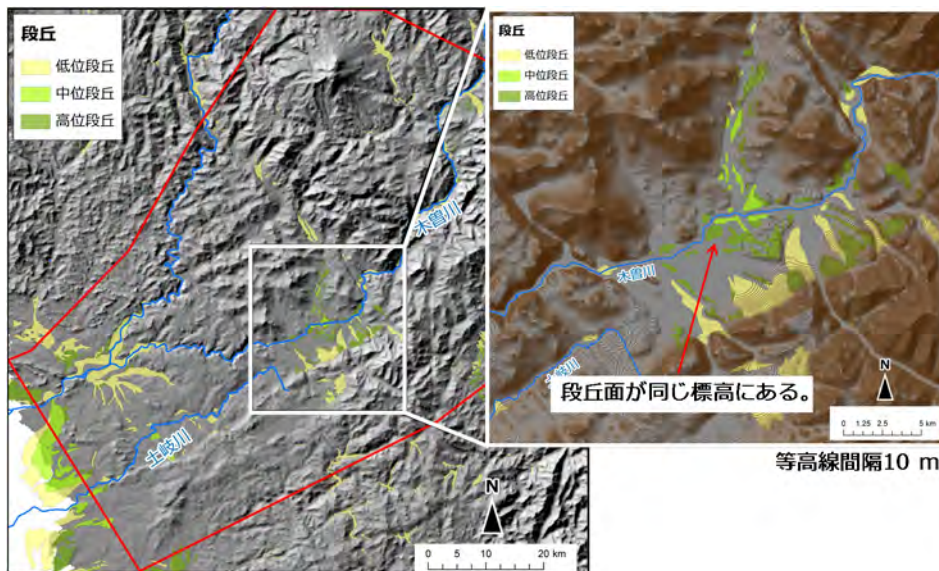 段丘
低位段丘
中位段丘
高位段丘
木曽川
土岐川
N
0 5 10 20 km
段丘
低位段丘
中位段丘
高位段丘
木曽川
土岐川
段丘面が同じ標高にある。
N
0 1.25 2.5 5 km
等高線間隔10 m